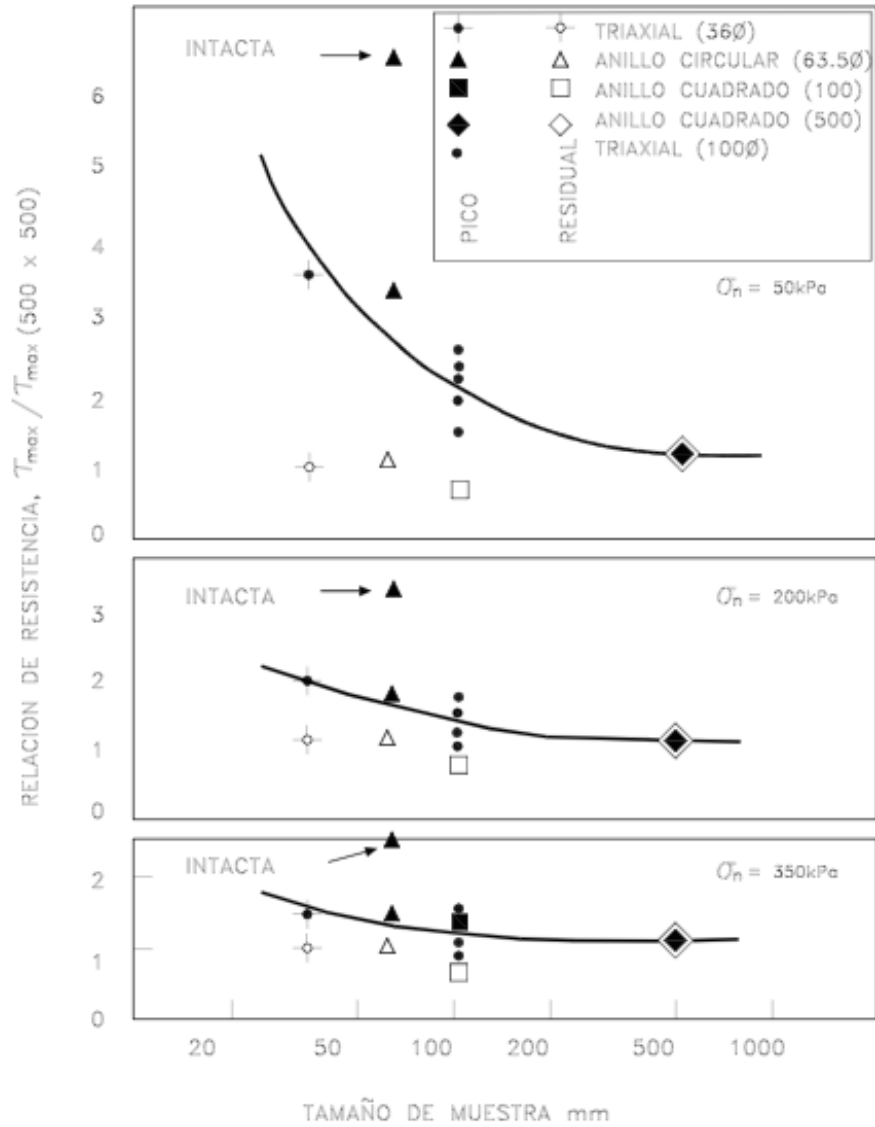 INTACTA
TRIAXIAL (36Ø)
ANILLO CIRCULAR (63.5Ø)
ANILLO CUADRADO (100)
ANILLO CUADRADO (500)
TRIAXIAL (100Ø)
PICO
RESIDUAL
σn = 50kPa
6
5
4
3
2
1
0
RELACION DE RESISTENCIA, τmax / τmax (500 x 500)
INTACTA
σn = 200kPa
3
2
1
0
INTACTA
σn = 350kPa
2
1
0
20 50 100 200 500 1000
TAMAÑO DE MUESTRA mm